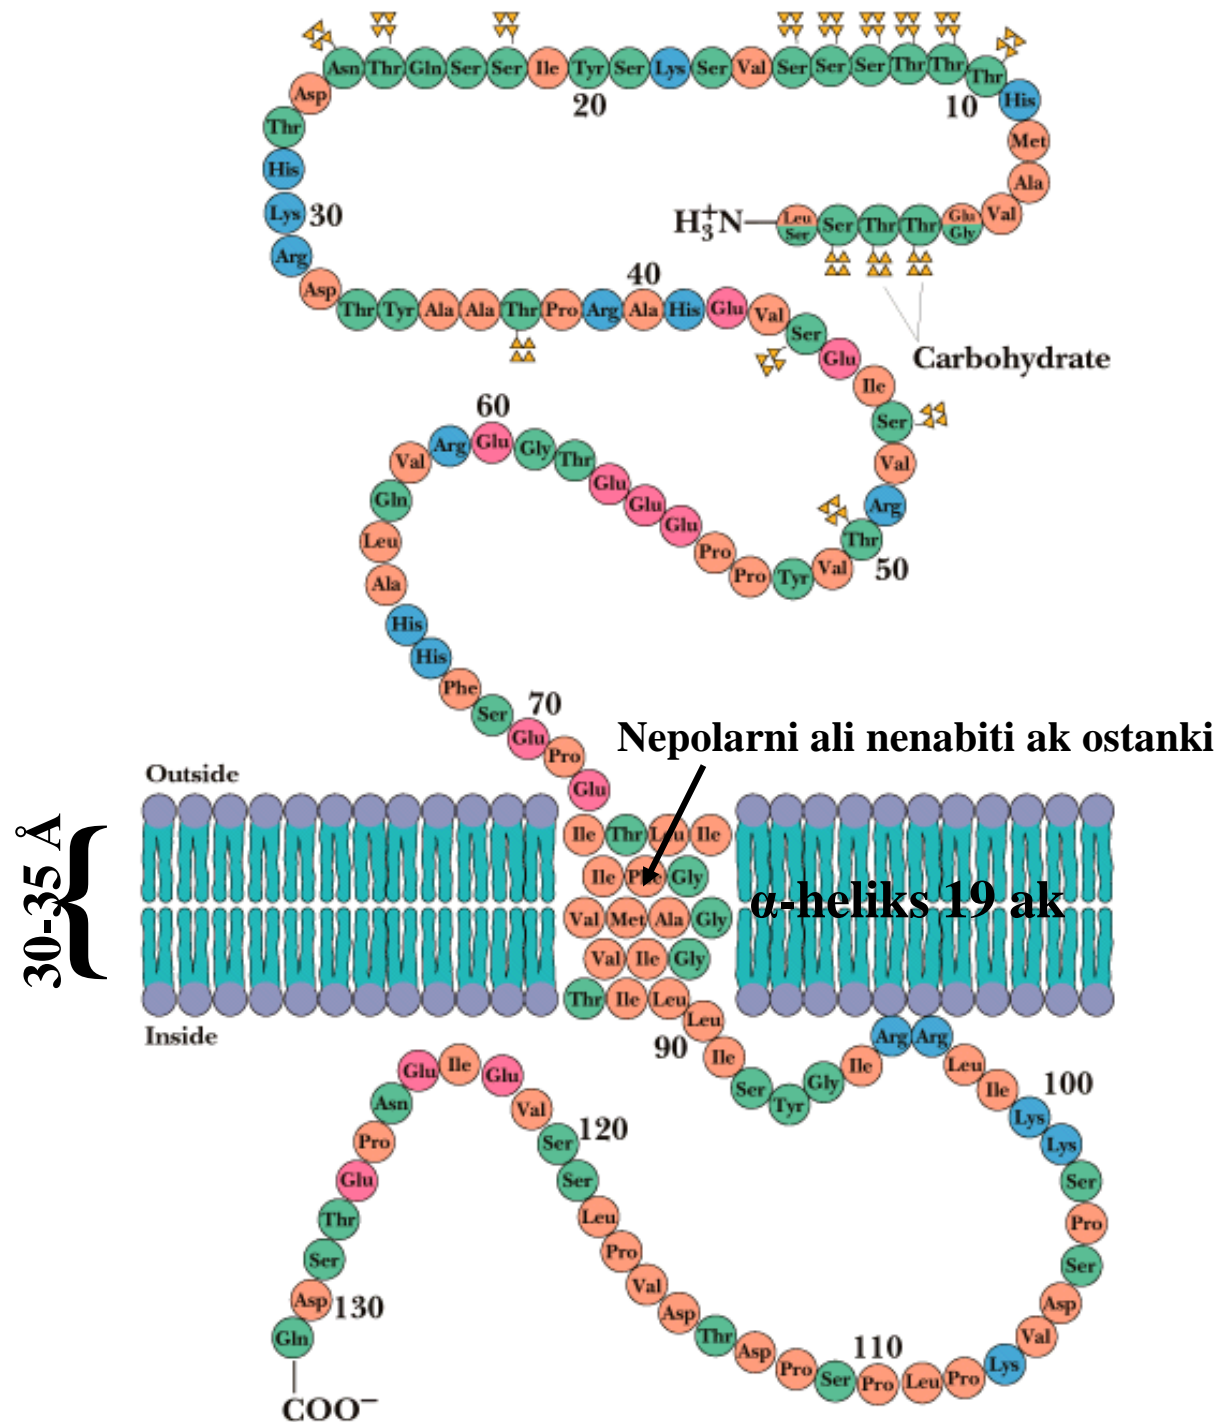 Asn Thr Gln Ser Ser Ile Tyr Ser Lys Ser Val Ser Ser Ser Thr Thr Thr
20
10
Asp
His
Thr
Met
His
Ala
Lys 30
H₃⁺N— Leu/Ser Ser Thr Thr Glu/Gly Val
Arg
Asp
40
Thr Tyr Ala Ala Thr Pro Arg Ala His Glu Val
Ser
Glu
Carbohydrate
Ile
Ser
Val
Arg
Thr
50
60
Val Arg Glu Gly Thr Glu Glu Glu Pro Pro Tyr Val
Gln
Leu
Ala
His
His
Phe
Ser
70
Glu
Pro
Glu
Nepolarni ali nenabiti ak ostanki
Outside
30-35 Å
{
Ile Thr Leu Ile
Ile Phe Gly
Val Met Ala Gly
α-heliks 19 ak
Val Ile Gly
Thr Ile Leu
Inside
Leu
90
Ile
Ser Tyr Gly Ile Arg Arg Leu Ile
100
Lys
Lys
Ser
Pro
Ser
Asp
Val
Lys
Pro Leu Pro Ser Pro Asp Thr Asp Val Pro Leu Ser Ser
110
120
Val
Glu Ile Glu
Asn
Pro
Glu
Thr
Ser
Asp 130
Gln
COO⁻